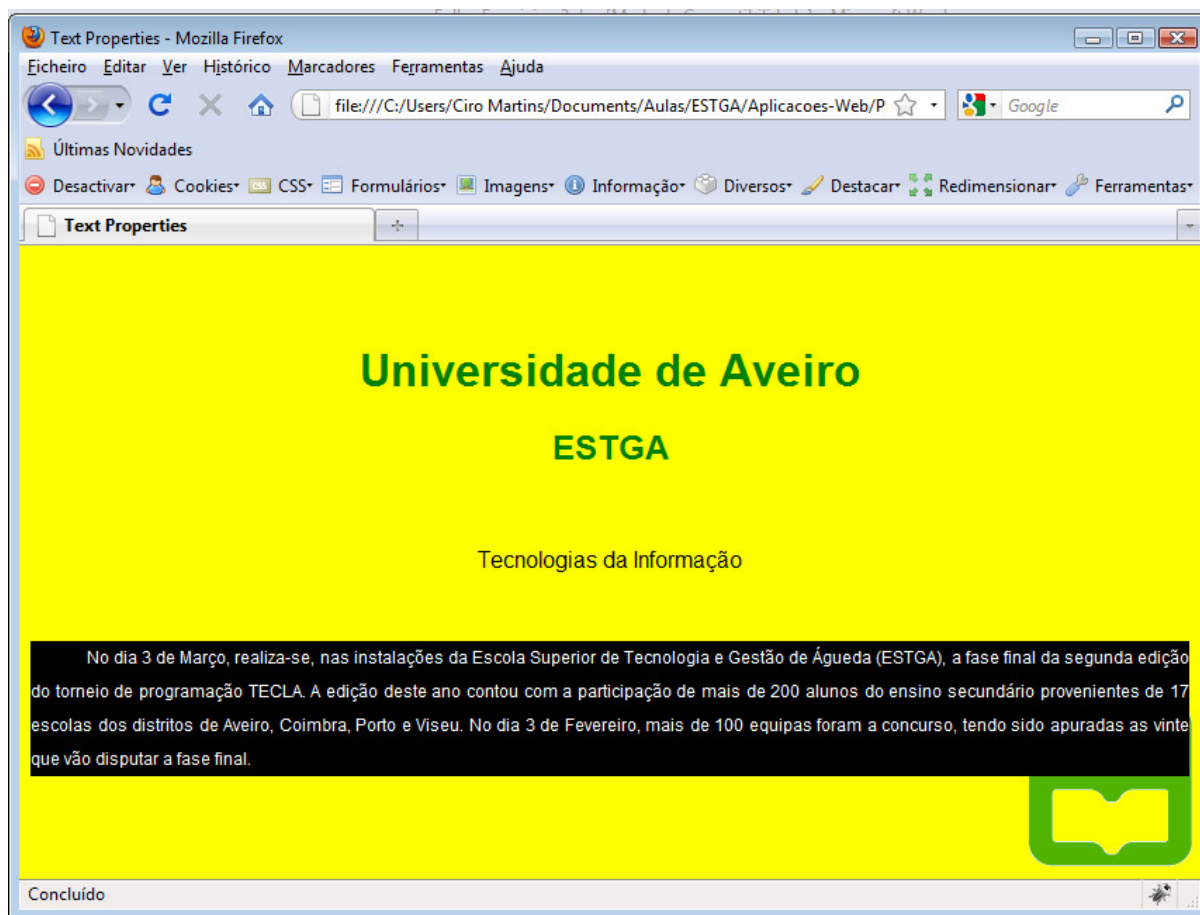 Text Properties - Mozilla Firefox
Ficheiro Editar Ver Histórico Marcadores Ferramentas Ajuda
file:///C:/Users/Ciro Martins/Documents/Aulas/ESTGA/Aplicacoes-Web/P Google
Últimas Novidades
Desactivar Cookies CSS Formulários Imagens Informação Diversos Destacar Redimensionar Ferramentas
Text Properties
Universidade de Aveiro
ESTGA
Tecnologias da Informação
No dia 3 de Março, realiza-se, nas instalações da Escola Superior de Tecnologia e Gestão de Águeda (ESTGA), a fase final da segunda edição
do torneio de programação TECLA. A edição deste ano contou com a participação de mais de 200 alunos do ensino secundário provenientes de 17
escolas dos distritos de Aveiro, Coimbra, Porto e Viseu. No dia 3 de Fevereiro, mais de 100 equipas foram a concurso, tendo sido apuradas as vinte
que vão disputar a fase final.
Concluído